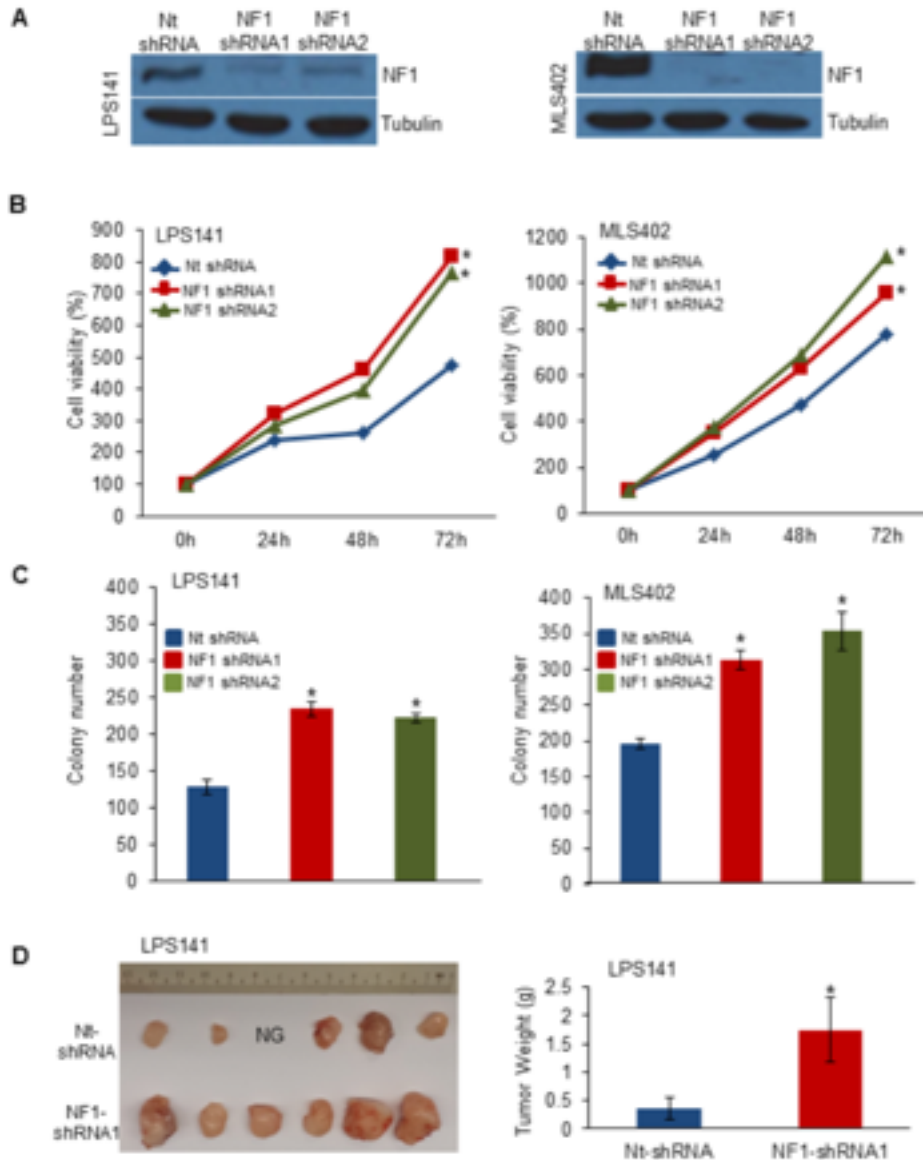 A
Nt shRNA
NF1 shRNA1
NF1 shRNA2
LPS141
NF1
Tubulin
Nt shRNA
NF1 shRNA1
NF1 shRNA2
MLS402
NF1
Tubulin
B
LPS141
Nt shRNA
NF1 shRNA1
NF1 shRNA2
Cell viability (%)
900
800
700
600
500
400
300
200
100
0
0h 24h 48h 72h
*
*
MLS402
Nt shRNA
NF1 shRNA1
NF1 shRNA2
Cell viability (%)
1200
1000
800
600
400
200
0
0h 24h 48h 72h
*
*
C
LPS141
Nt shRNA
NF1 shRNA1
NF1 shRNA2
Colony number
400
350
300
250
200
150
100
50
0
* *
MLS402
Nt shRNA
NF1 shRNA1
NF1 shRNA2
Colony number
400
350
300
250
200
150
100
50
0
* *
D
LPS141
Nt-
shRNA
NG
NF1-
shRNA1
LPS141
Tumor Weight (g)
2.5
2
1.5
1
0.5
0
*
Nt-shRNA NF1-shRNA1